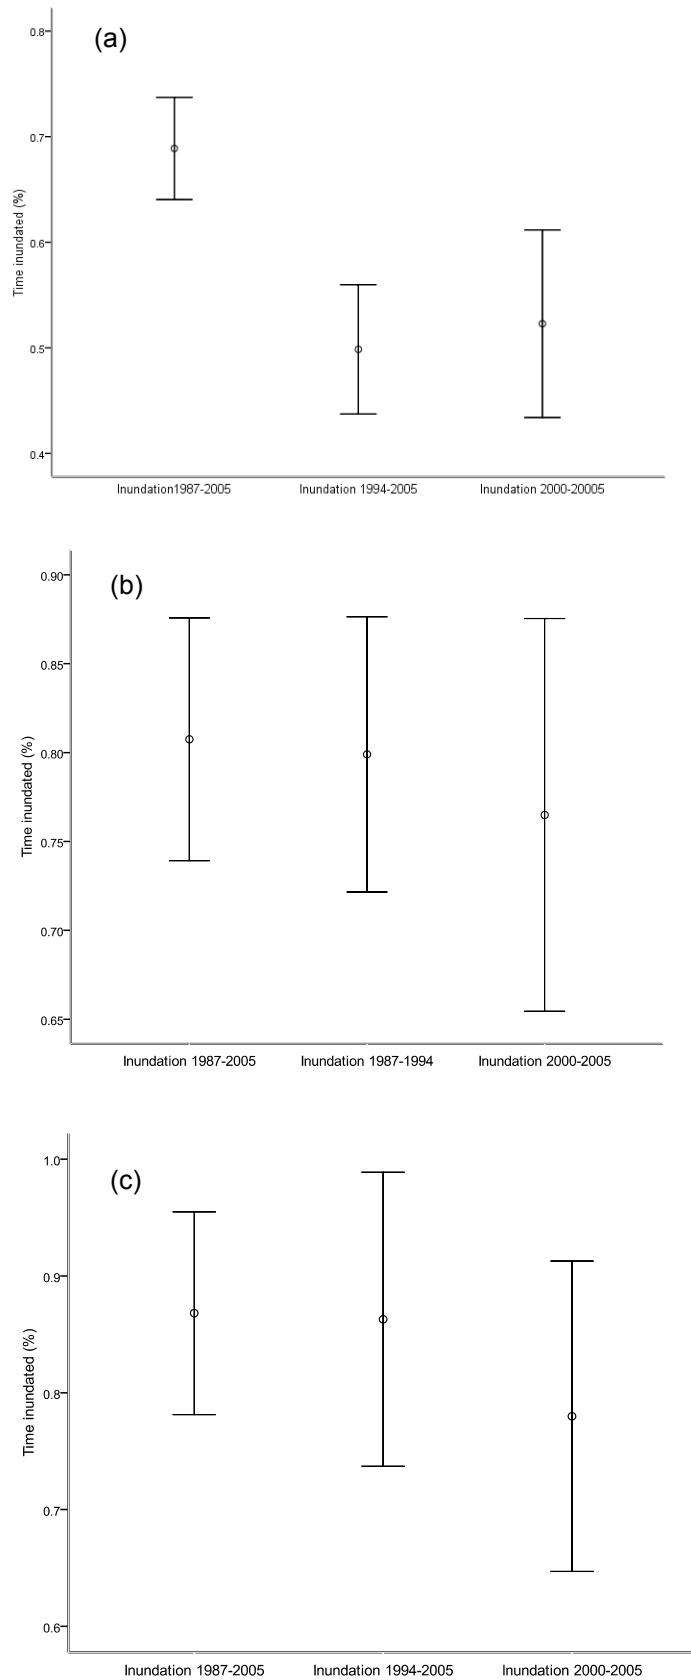 (a)
0.8
0.7
0.6
0.5
0.4
Time inundated (%)
Inundation1987-2005 Inundation 1994-2005 Inundation 2000-20005
(b)
0.90
0.85
0.80
0.75
0.70
0.65
Time inundated (%)
Inundation 1987-2005 Inundation 1987-1994 Inundation 2000-2005
(c)
1.0
0.9
0.8
0.7
0.6
Time inundated (%)
Inundation 1987-2005 Inundation 1994-2005 Inundation 2000-2005